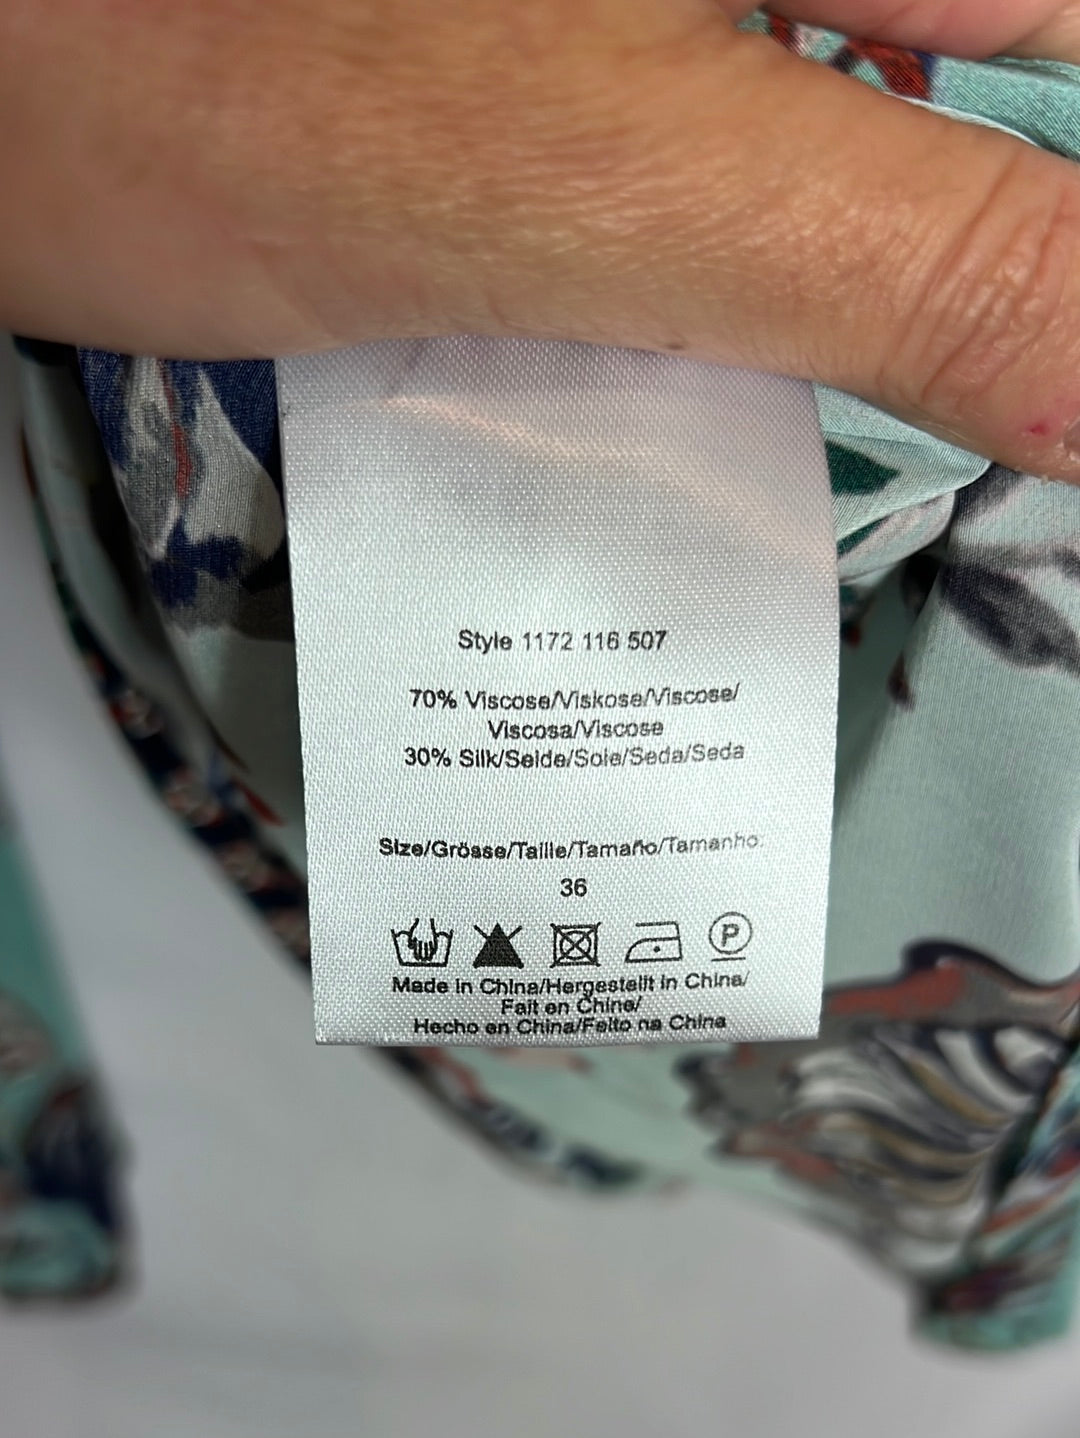 Style 1172 116 507
70% Viscose/Viskose/Viscose/
Viscosa/Viscose
30% Silk/Seide/Soie/Seda/Seda
Size/Grösse/Taille/Tamaño/Tamanho:
36
P
Made in China/Hergestellt in China/
Fait en Chine/
Hecho en China/Feito na China